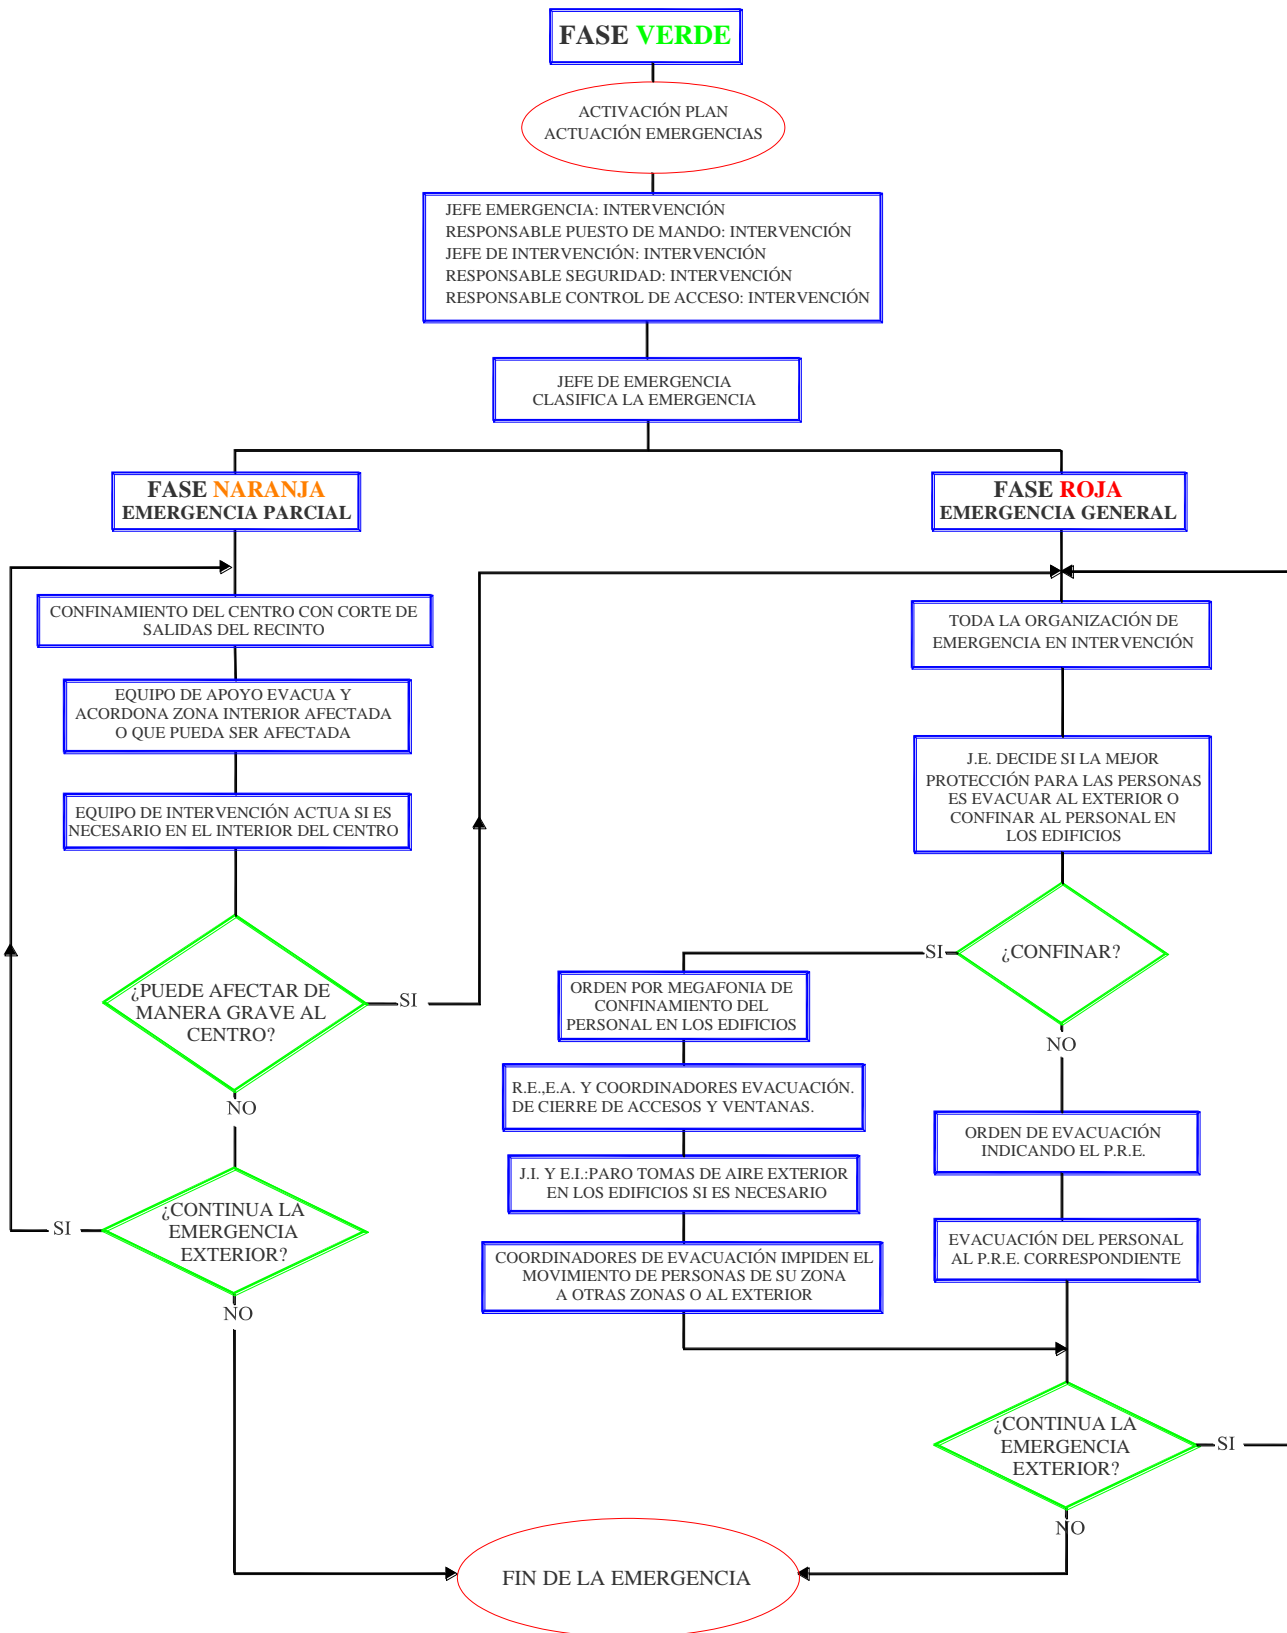 FASE VERDE
ACTIVACIÓN PLAN
ACTUACIÓN EMERGENCIAS
JEFE EMERGENCIA: INTERVENCIÓN
RESPONSABLE PUESTO DE MANDO: INTERVENCIÓN
JEFE DE INTERVENCIÓN: INTERVENCIÓN
RESPONSABLE SEGURIDAD: INTERVENCIÓN
RESPONSABLE CONTROL DE ACCESO: INTERVENCIÓN
JEFE DE EMERGENCIA
CLASIFICA LA EMERGENCIA
FASE NARANJA
EMERGENCIA PARCIAL
CONFINAMIENTO DEL CENTRO CON CORTE DE
SALIDAS DEL RECINTO
EQUIPO DE APOYO EVACUA Y
ACORDONA ZONA INTERIOR AFECTADA
O QUE PUEDA SER AFECTADA
EQUIPO DE INTERVENCIÓN ACTUA SI ES
NECESARIO EN EL INTERIOR DEL CENTRO
¿PUEDE AFECTAR DE
MANERA GRAVE AL
CENTRO?
SI
NO
¿CONTINUA LA
EMERGENCIA
EXTERIOR?
SI
NO
FASE ROJA
EMERGENCIA GENERAL
TODA LA ORGANIZACIÓN DE
EMERGENCIA EN INTERVENCIÓN
J.E. DECIDE SI LA MEJOR
PROTECCIÓN PARA LAS PERSONAS
ES EVACUAR AL EXTERIOR O
CONFINAR AL PERSONAL EN
LOS EDIFICIOS
¿CONFINAR?
SI
ORDEN POR MEGAFONIA DE
CONFINAMIENTO DEL
PERSONAL EN LOS EDIFICIOS
R.E.,E.A. Y COORDINADORES EVACUACIÓN.
DE CIERRE DE ACCESOS Y VENTANAS.
J.I. Y E.I.:PARO TOMAS DE AIRE EXTERIOR
EN LOS EDIFICIOS SI ES NECESARIO
COORDINADORES DE EVACUACIÓN IMPIDEN EL
MOVIMIENTO DE PERSONAS DE SU ZONA
A OTRAS ZONAS O AL EXTERIOR
NO
ORDEN DE EVACUACIÓN
INDICANDO EL P.R.E.
EVACUACIÓN DEL PERSONAL
AL P.R.E. CORRESPONDIENTE
¿CONTINUA LA
EMERGENCIA
EXTERIOR?
SI
NO
FIN DE LA EMERGENCIA